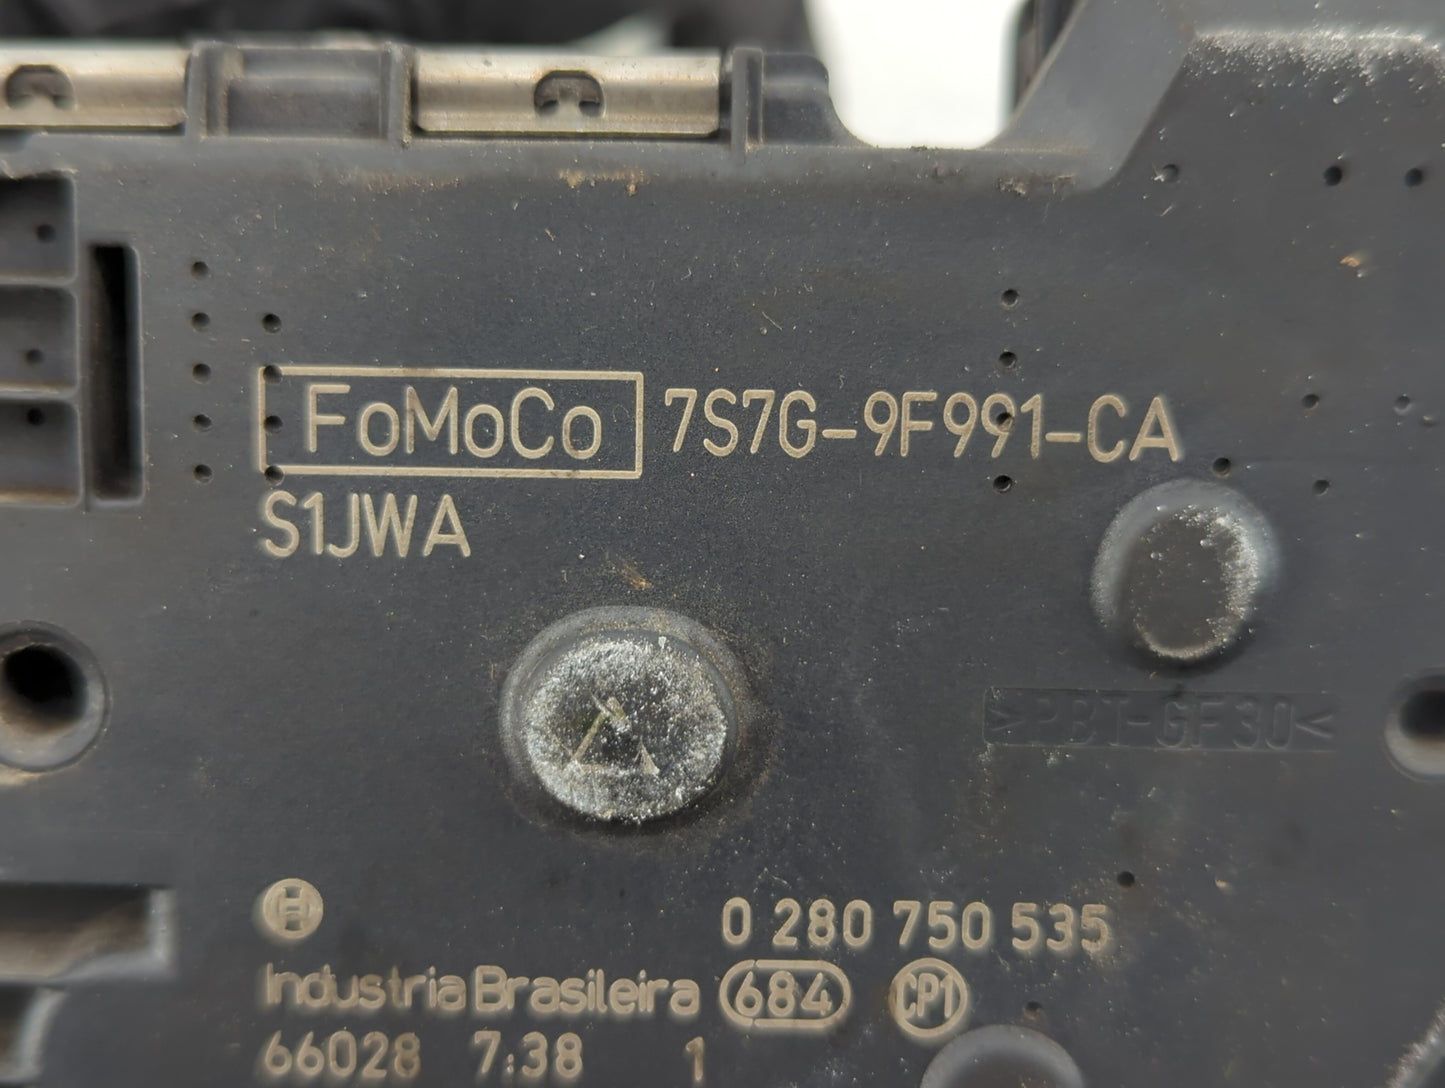 FoMoCo 7S7G-9F991-CA
S1JWA
>PBT-GF30<
0 280 750 535
Industria Brasileira 684 CP1
66028 7:38 1